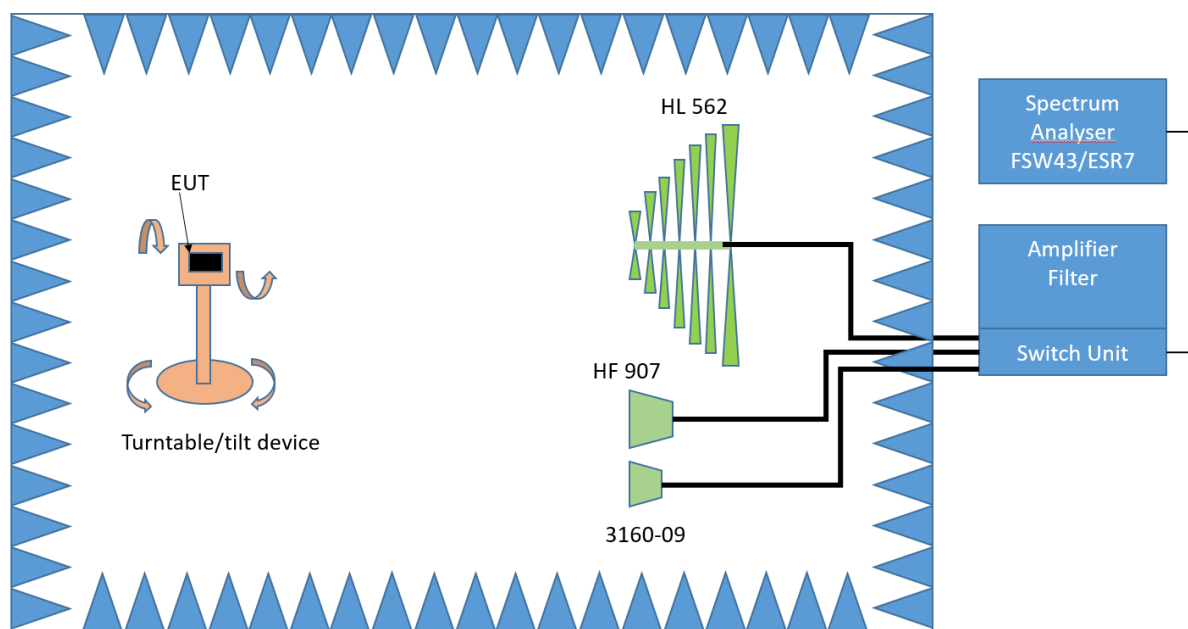 HL 562
Spectrum
Analyser
FSW43/ESR7
EUT
Amplifier
Filter
Switch Unit
HF 907
Turntable/tilt device
3160-09